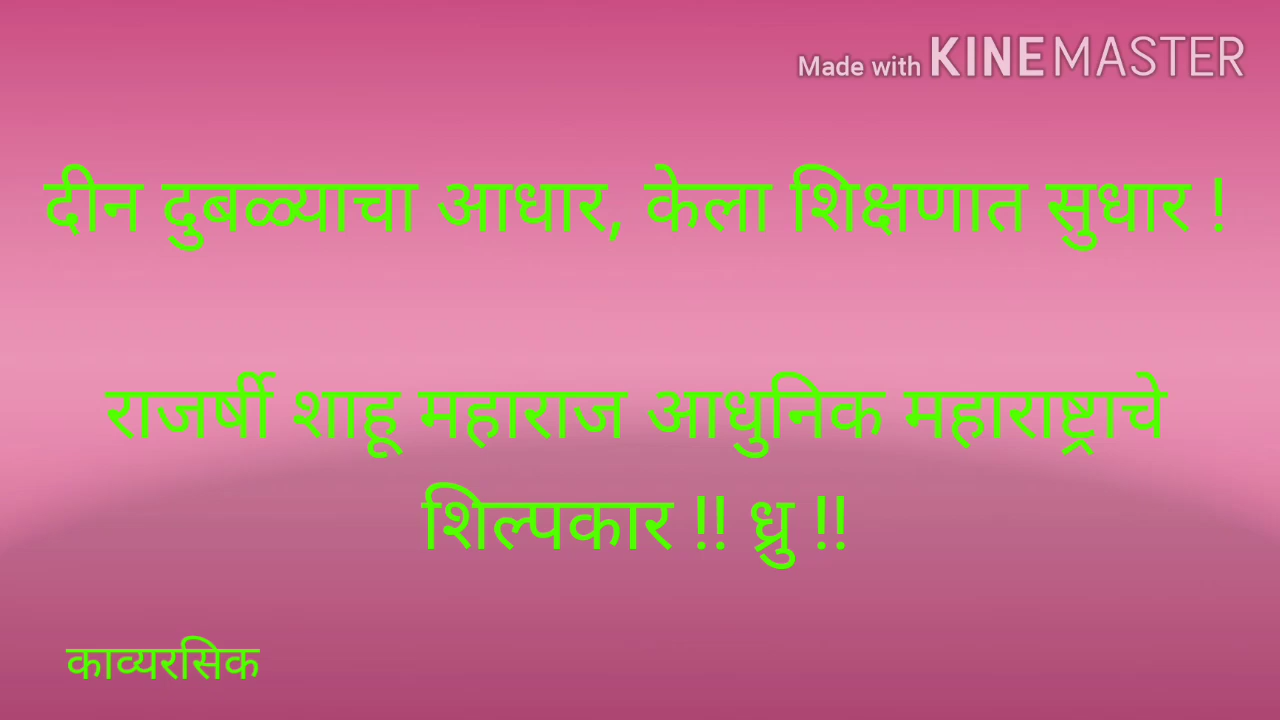 Made with KINEMASTER
दीन दुबळ्याचा आधार, केला शिक्षणात सुधार !
राजर्षी शाहू महाराज आधुनिक महाराष्ट्राचे
शिल्पकार !! ध्रु !!
काव्यरसिक